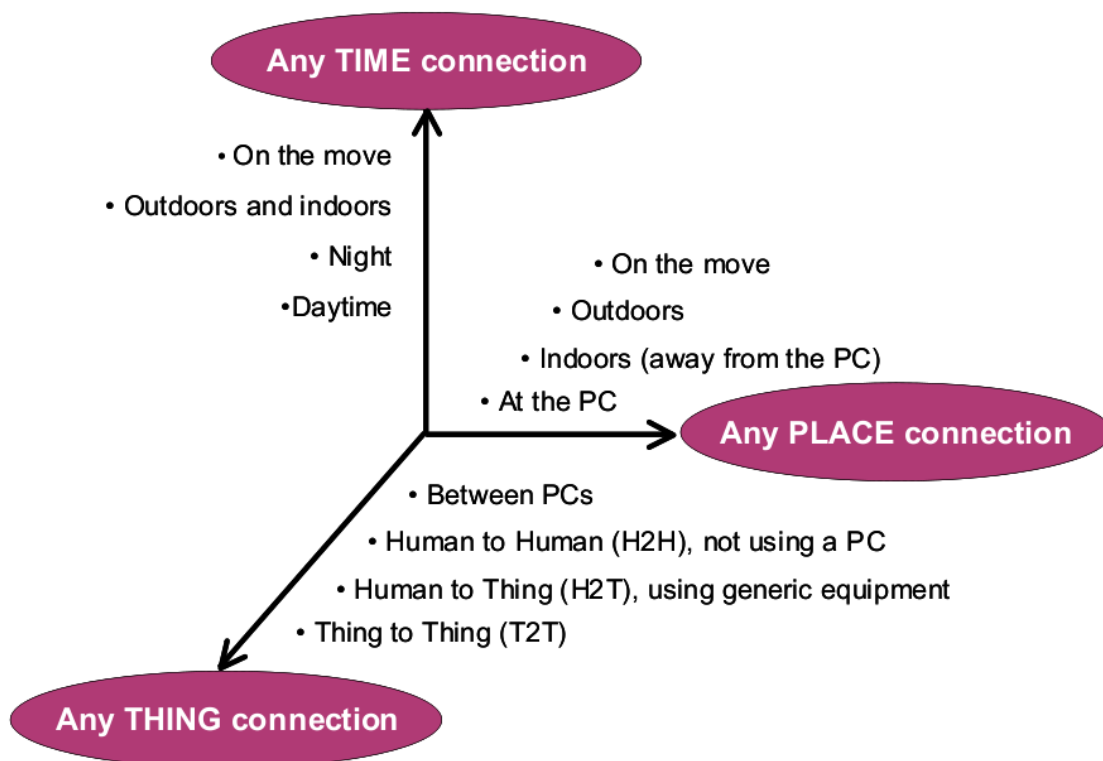 Any TIME connection
• On the move
• Outdoors and indoors
• Night
•Daytime
• On the move
• Outdoors
• Indoors (away from the PC)
• At the PC
Any PLACE connection
• Between PCs
• Human to Human (H2H), not using a PC
• Human to Thing (H2T), using generic equipment
• Thing to Thing (T2T)
Any THING connection